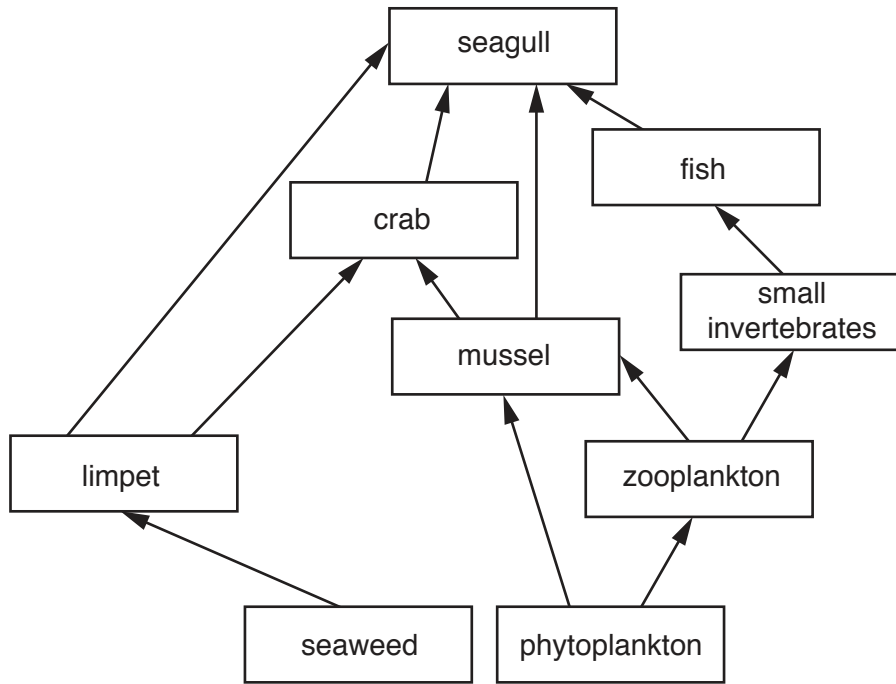 seagull
fish
crab
small
invertebrates
mussel
limpet
zooplankton
seaweed
phytoplankton